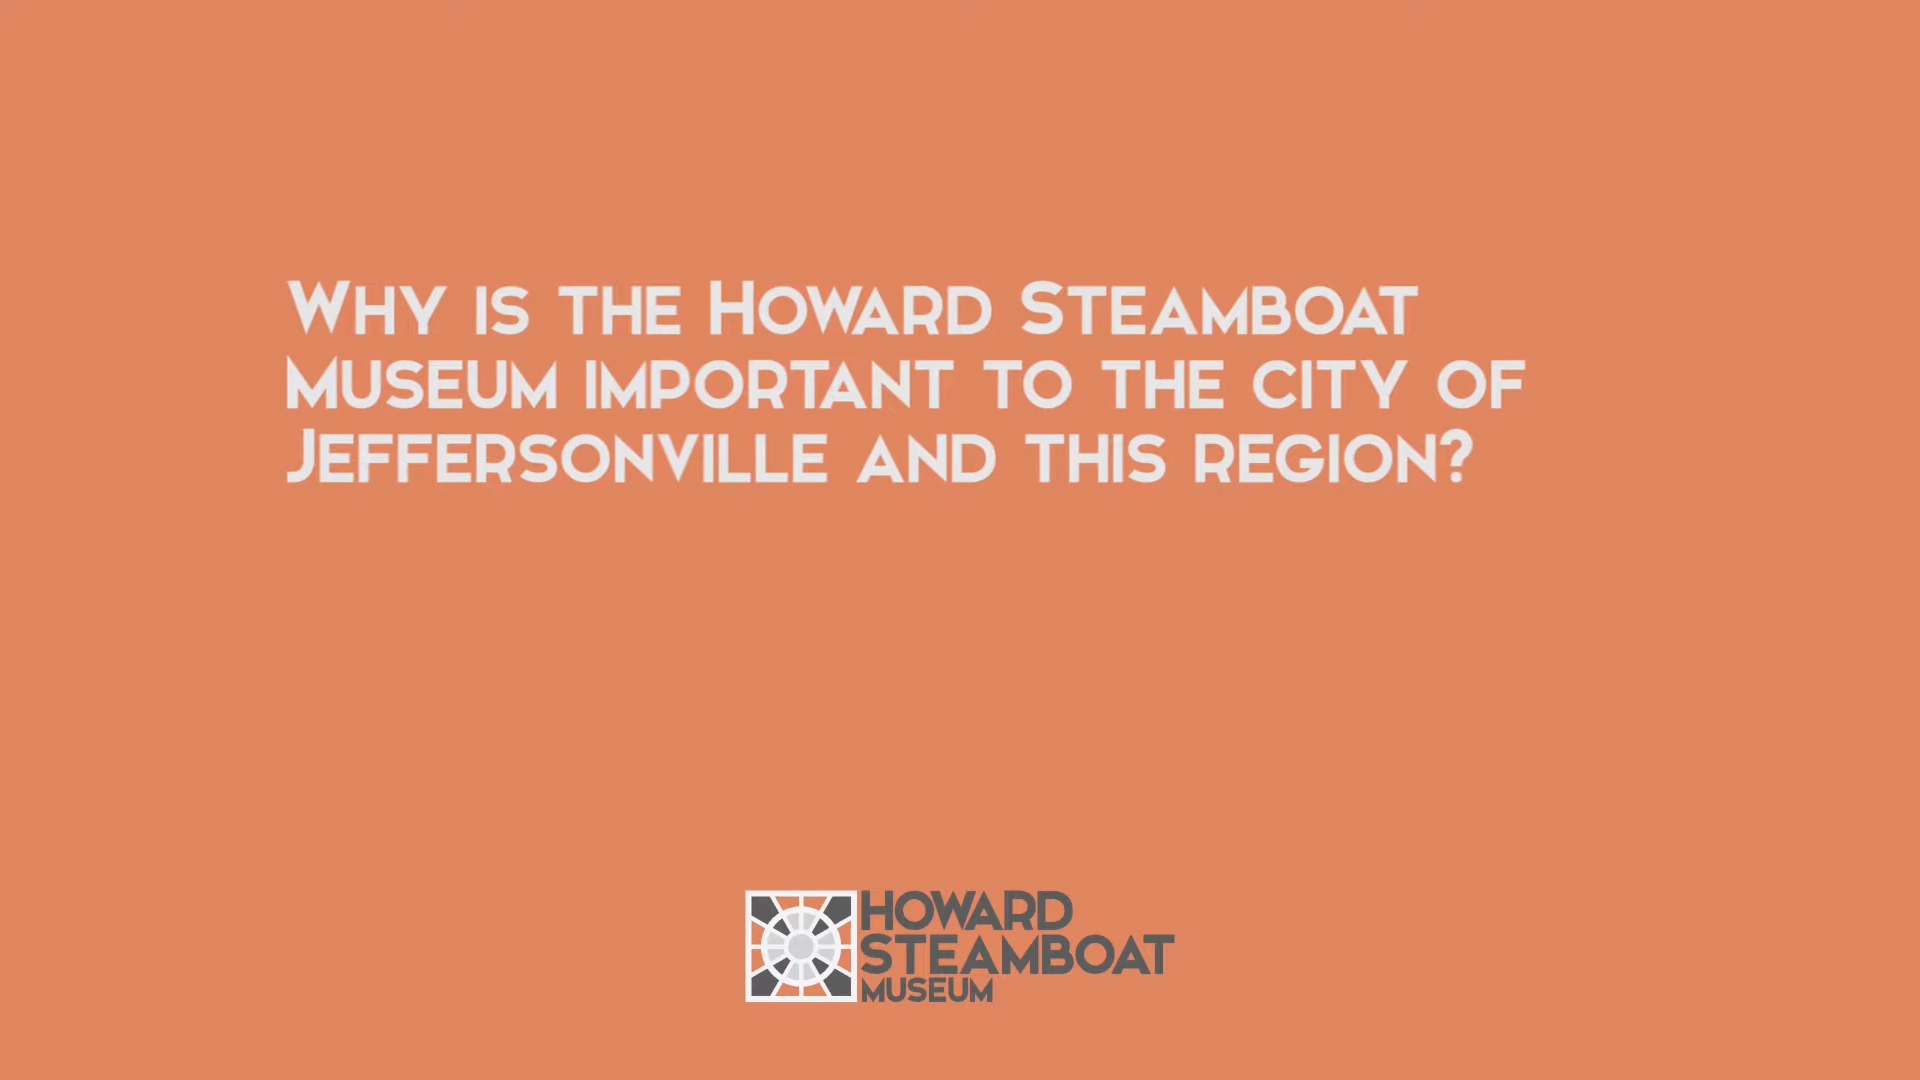 Why is the Howard Steamboat
Museum important to the city of
Jeffersonville and this region?
HOWARD
STEAMBOAT
MUSEUM